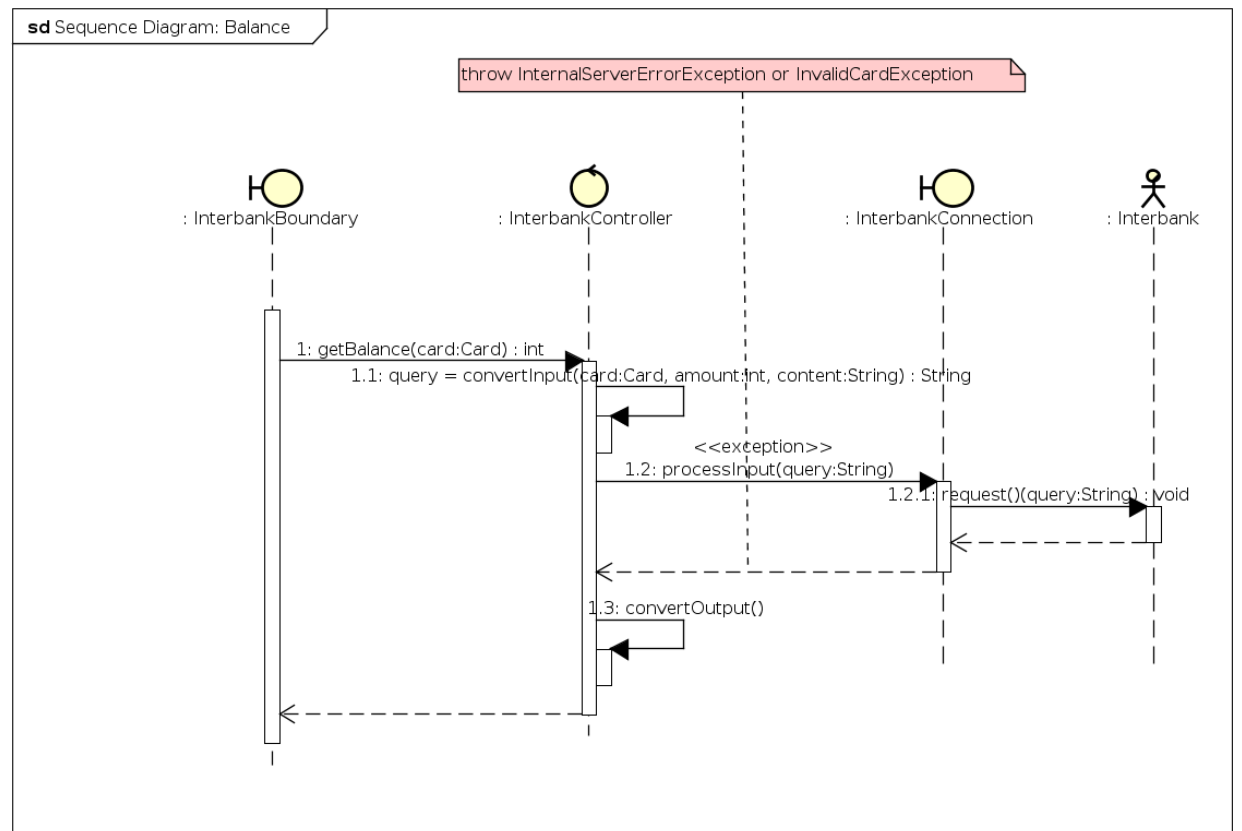 sd Sequence Diagram: Balance
throw InternalServerErrorException or InvalidCardException
: InterbankBoundary
: InterbankController
: InterbankConnection
: Interbank
1: getBalance(card:Card) : int
1.1: query = convertInput(card:Card, amount:int, content:String) : String
<<exception>>
1.2: processInput(query:String)
1.2.1: request()(query:String) : void
1.3: convertOutput()